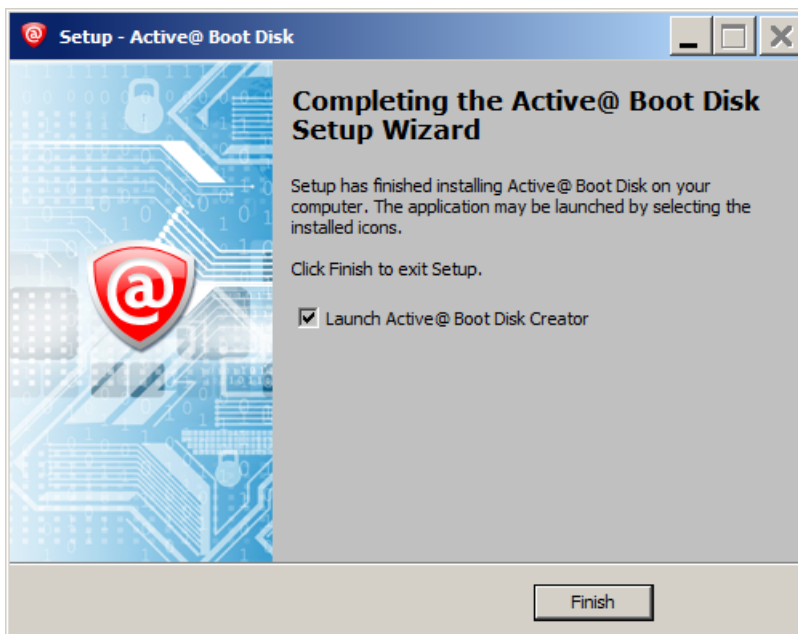 Setup - Active@ Boot Disk
Completing the Active@ Boot Disk
Setup Wizard
Setup has finished installing Active@ Boot Disk on your
computer. The application may be launched by selecting the
installed icons.
Click Finish to exit Setup.
Launch Active@ Boot Disk Creator
Finish